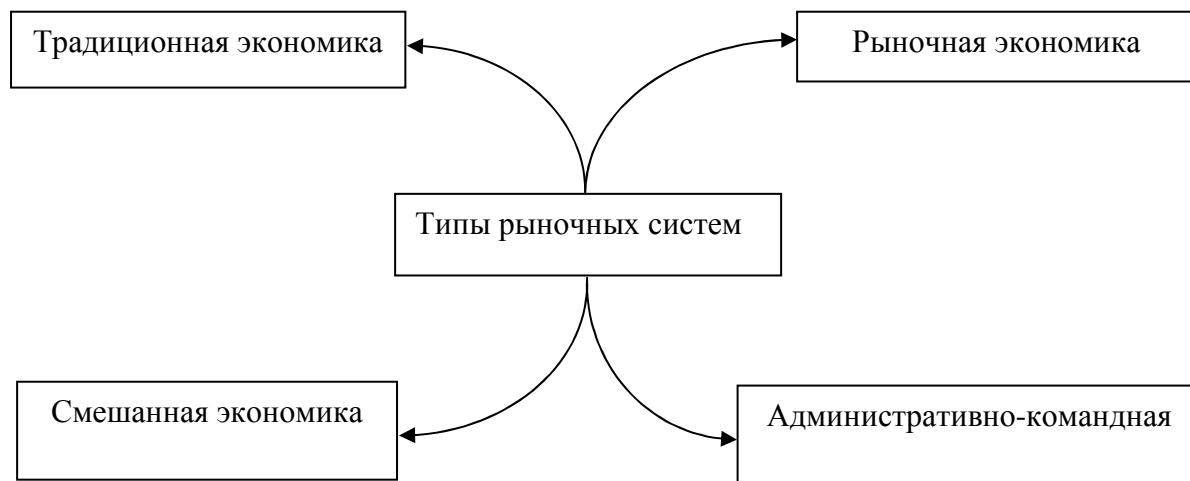 Традиционная экономика
Рыночная экономика
Типы рыночных систем
Смешанная экономика
Административно-командная